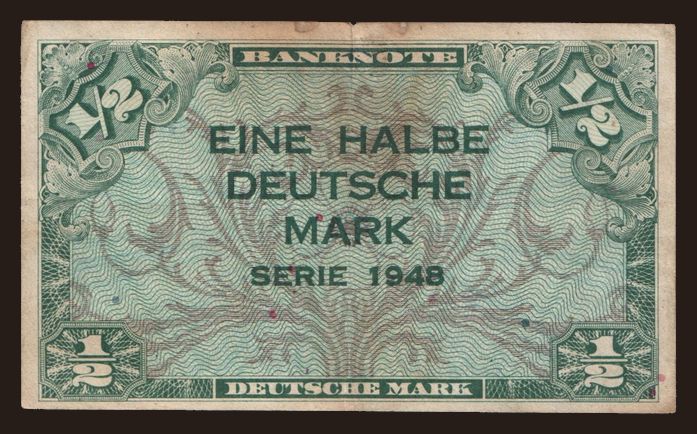 BANKNOTE
1/2 1/2
EINE HALBE
DEUTSCHE
MARK
SERIE 1948
1/2 1/2
DEUTSCHE MARK